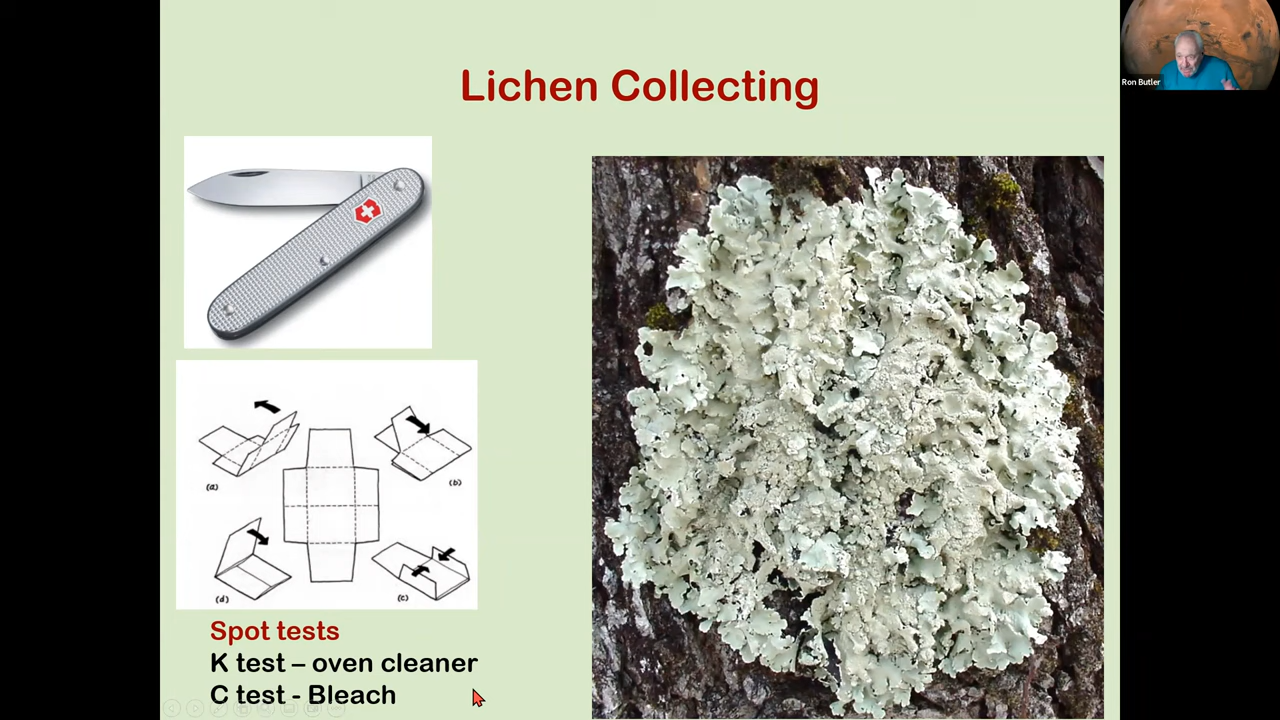 Lichen Collecting
Ron Butler
(a)
(b)
(d)
(c)
Spot tests
K test – oven cleaner
C test - Bleach